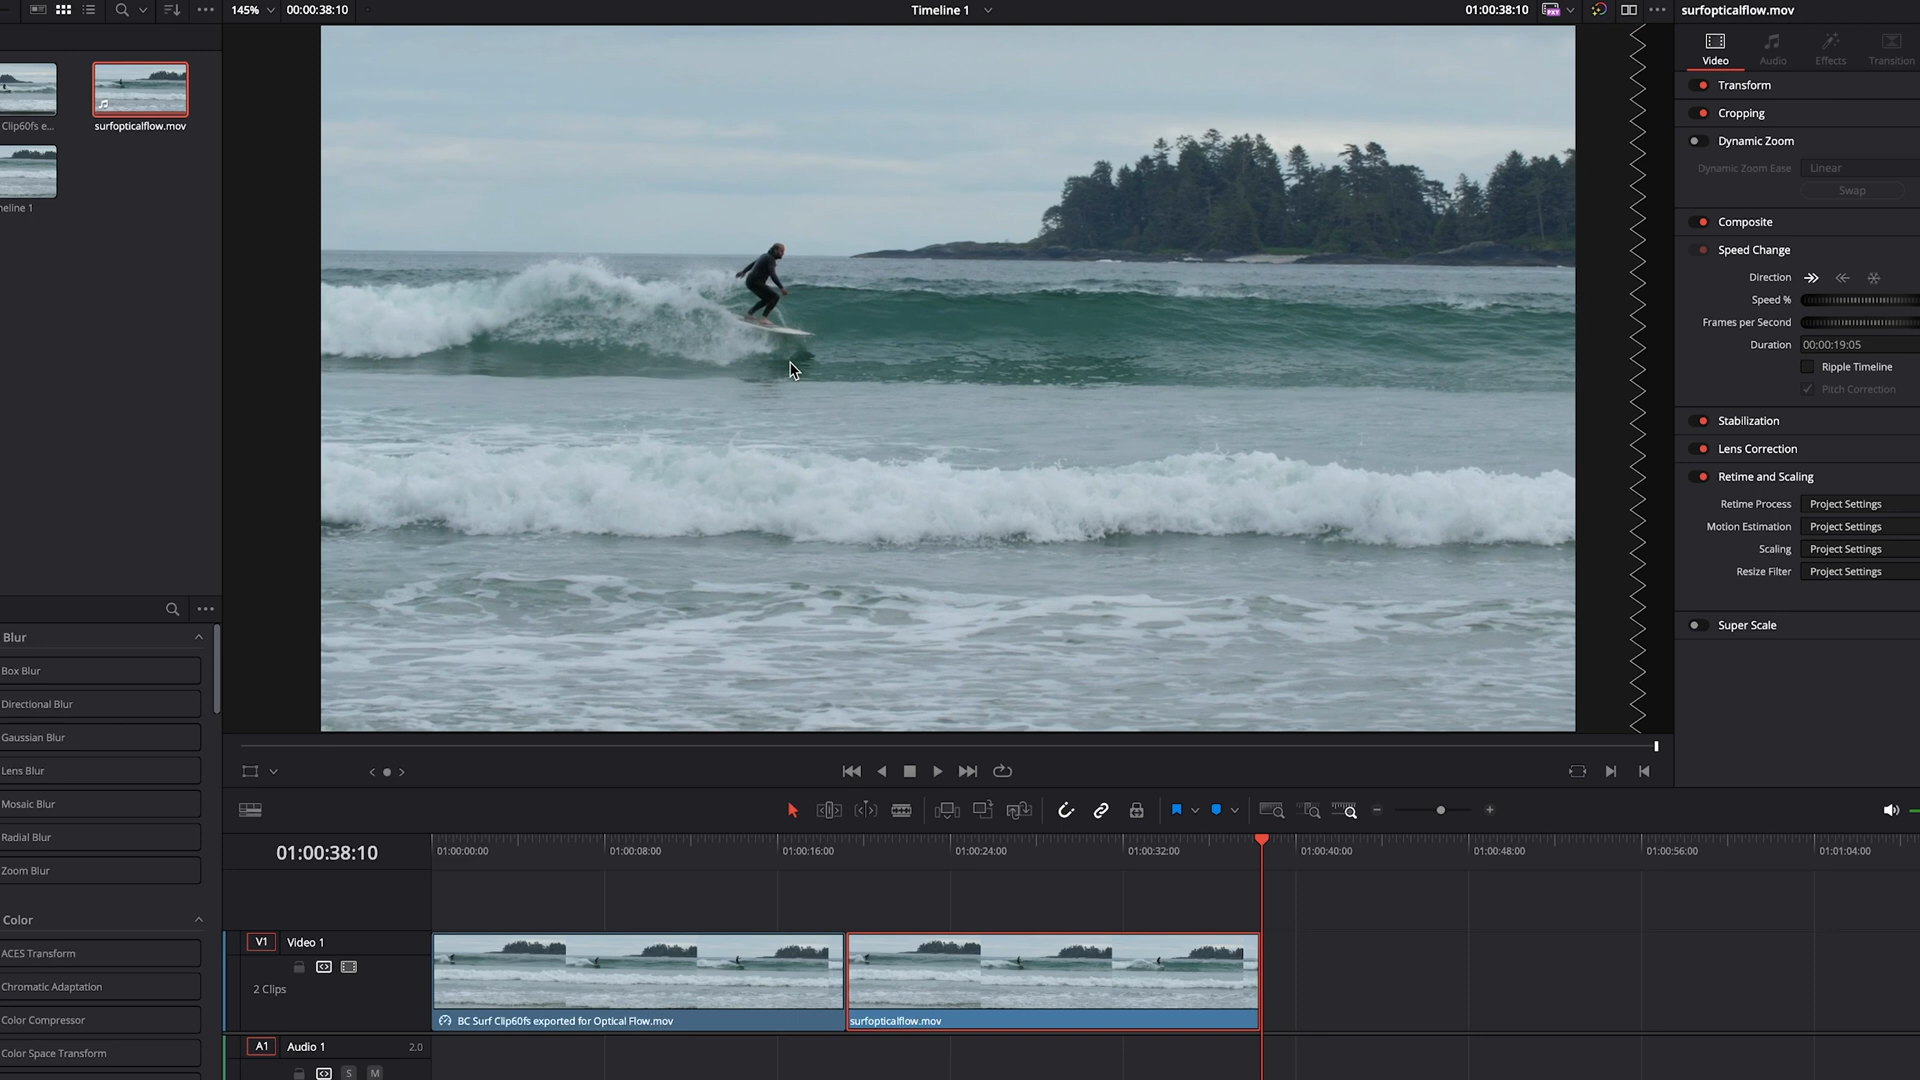 145%
00:00:38:10
Timeline 1
01:00:38:10
surfopticalflow.mov
Clip60fs e...
surfopticalflow.mov
neline 1
Video
Audio
Effects
Transition
Transform
Cropping
Dynamic Zoom
Dynamic Zoom Ease
Linear
Swap
Composite
Speed Change
Direction
Speed %
Frames per Second
Duration
00:00:19:05
Ripple Timeline
Pitch Correction
Stabilization
Lens Correction
Retime and Scaling
Retime Process
Project Settings
Motion Estimation
Project Settings
Scaling
Project Settings
Resize Filter
Project Settings
Super Scale
Blur
Box Blur
Directional Blur
Gaussian Blur
Lens Blur
Mosaic Blur
Radial Blur
Zoom Blur
Color
ACES Transform
Chromatic Adaptation
Color Compressor
Color Space Transform
01:00:38:10
01:00:00:00
01:00:08:00
01:00:16:00
01:00:24:00
01:00:32:00
01:00:40:00
01:00:48:00
01:00:56:00
01:01:04:00
V1
Video 1
2 Clips
BC Surf Clip60fs exported for Optical Flow.mov
surfopticalflow.mov
A1
Audio 1
2.0
S
M